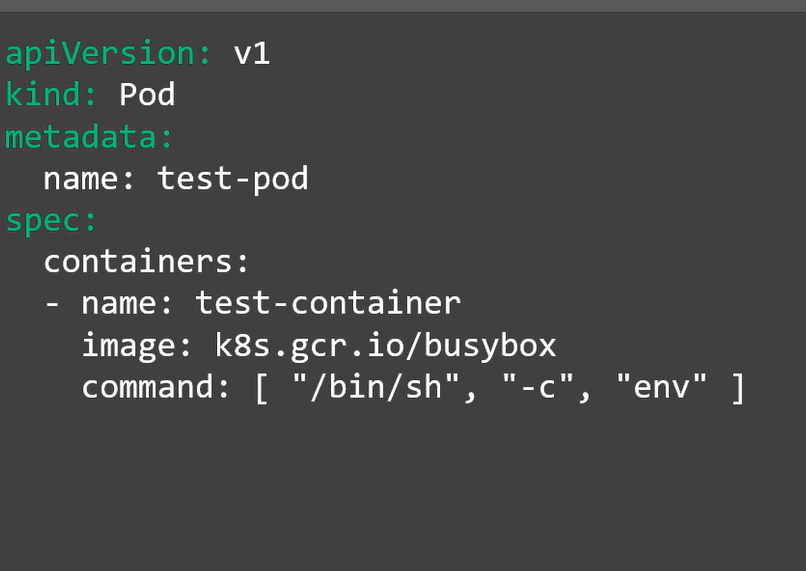 apiVersion: v1
kind: Pod
metadata:
  name: test-pod
spec:
  containers:
  - name: test-container
    image: k8s.gcr.io/busybox
    command: [ "/bin/sh", "-c", "env" ]